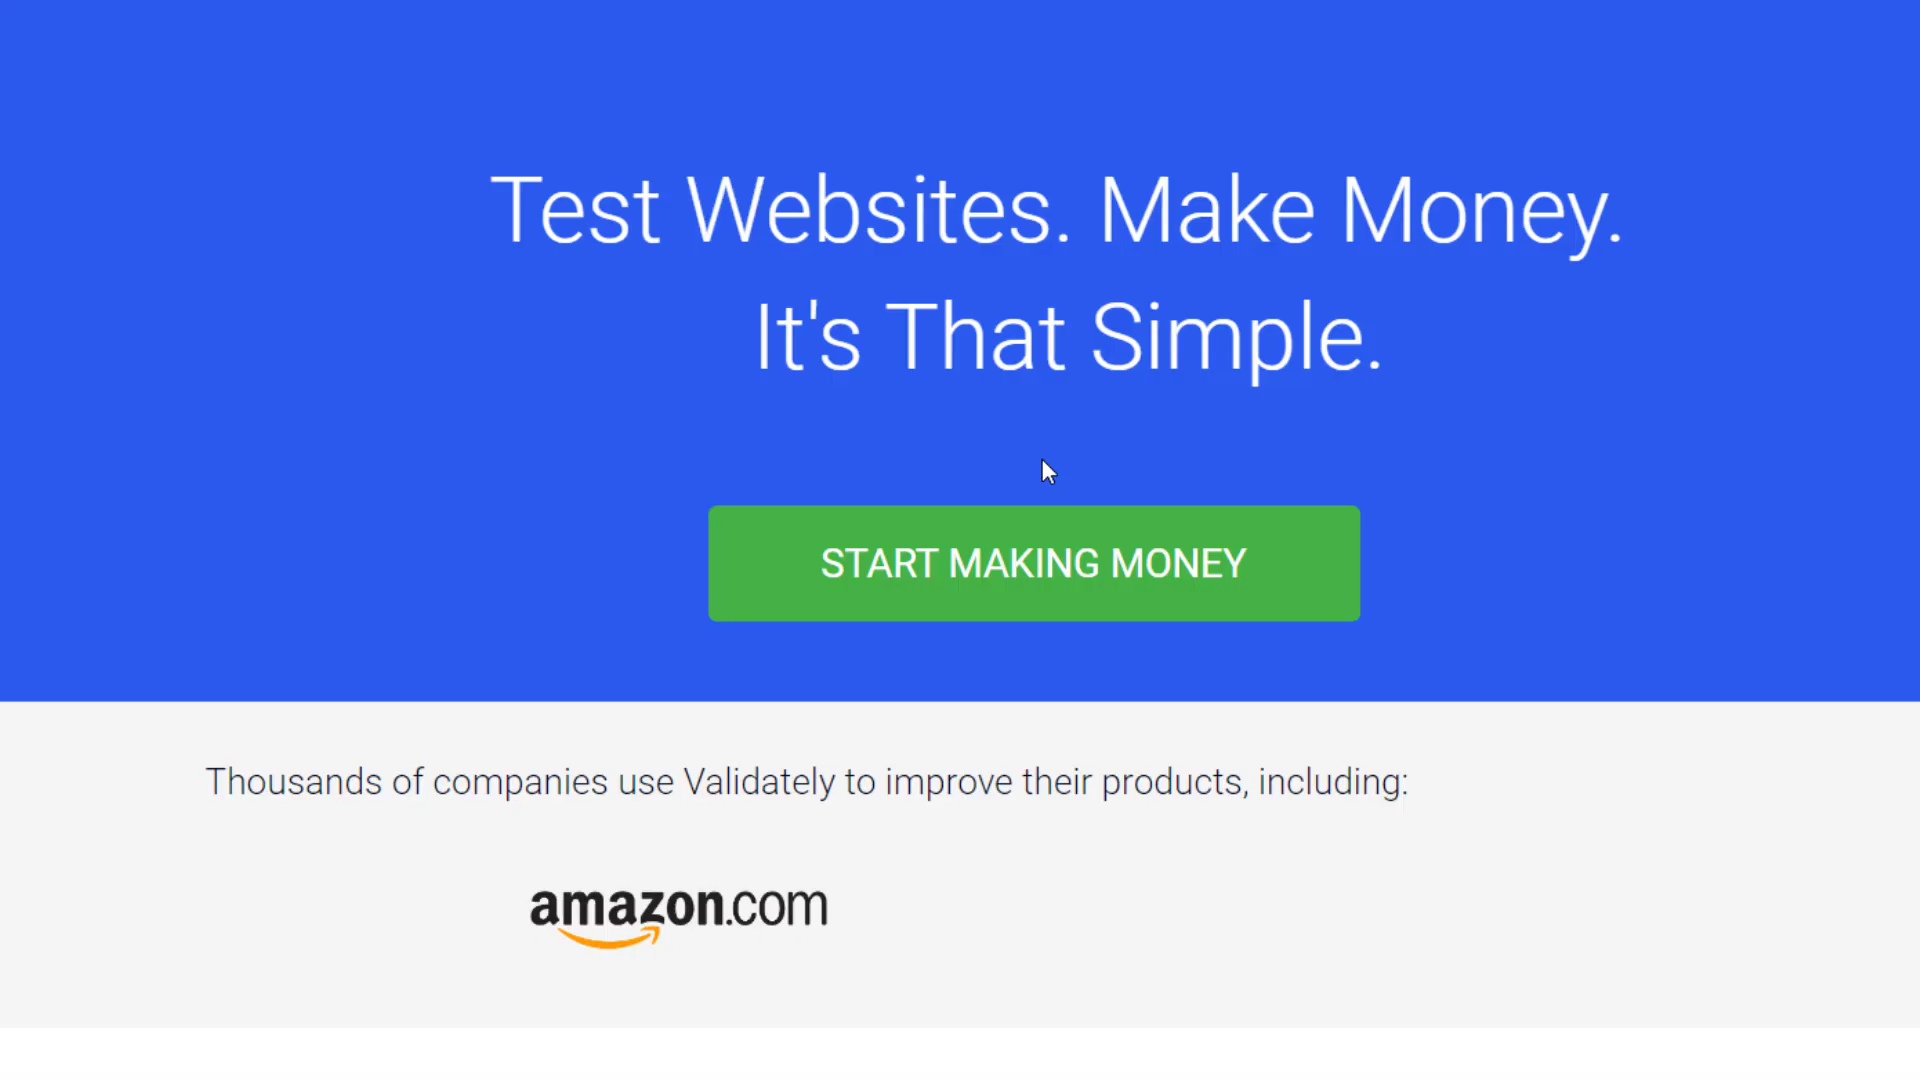 Test Websites. Make Money.
It's That Simple.
START MAKING MONEY
Thousands of companies use Validately to improve their products, including:
amazon.com